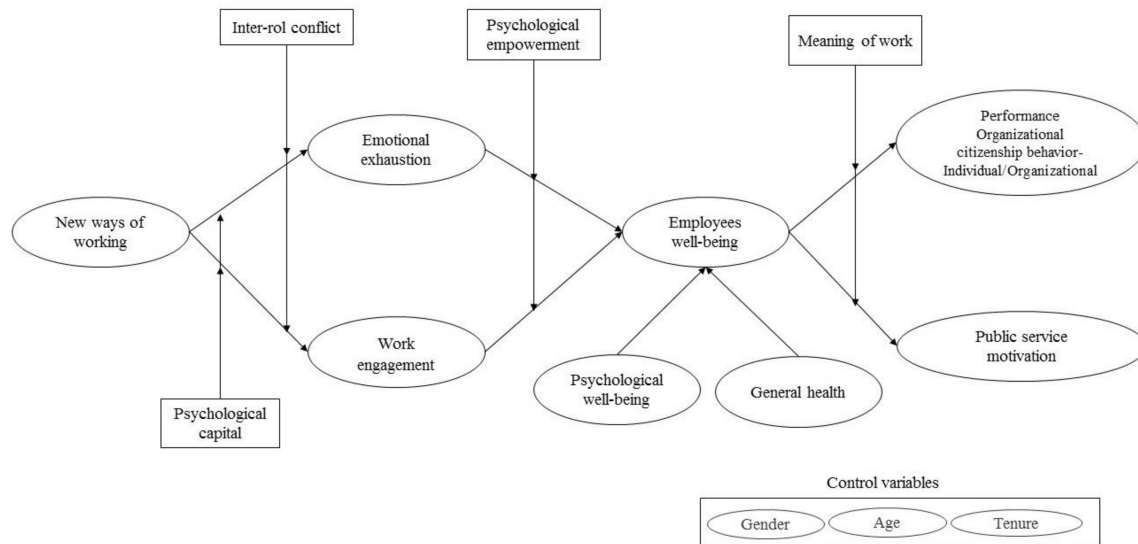 Inter-rol conflict
Psychological
empowerment
Meaning of work
Emotional
exhaustion
Performance
Organizational
citizenship behavior-
Individual/Organizational
New ways of
working
Employees
well-being
Work
engagement
Public service
motivation
Psychological
well-being
General health
Psychological
capital
Control variables
Gender
Age
Tenure